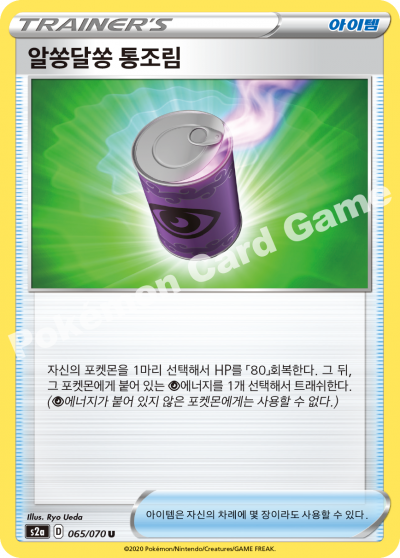 TRAINER'S
아이템
알쏭달쏭 통조림
Pokémon Card Game
자신의 포켓몬을 1마리 선택해서 HP를 「80」회복한다. 그 뒤,
그 포켓몬에게 붙어 있는 에너지를 1개 선택해서 트래쉬한다.
(에너지가 붙어 있지 않은 포켓몬에게는 사용할 수 없다.)
Illus. Ryo Ueda
s2a D 065/070 U
아이템은 자신의 차례에 몇 장이라도 사용할 수 있다.
©2020 Pokémon/Nintendo/Creatures/GAME FREAK.